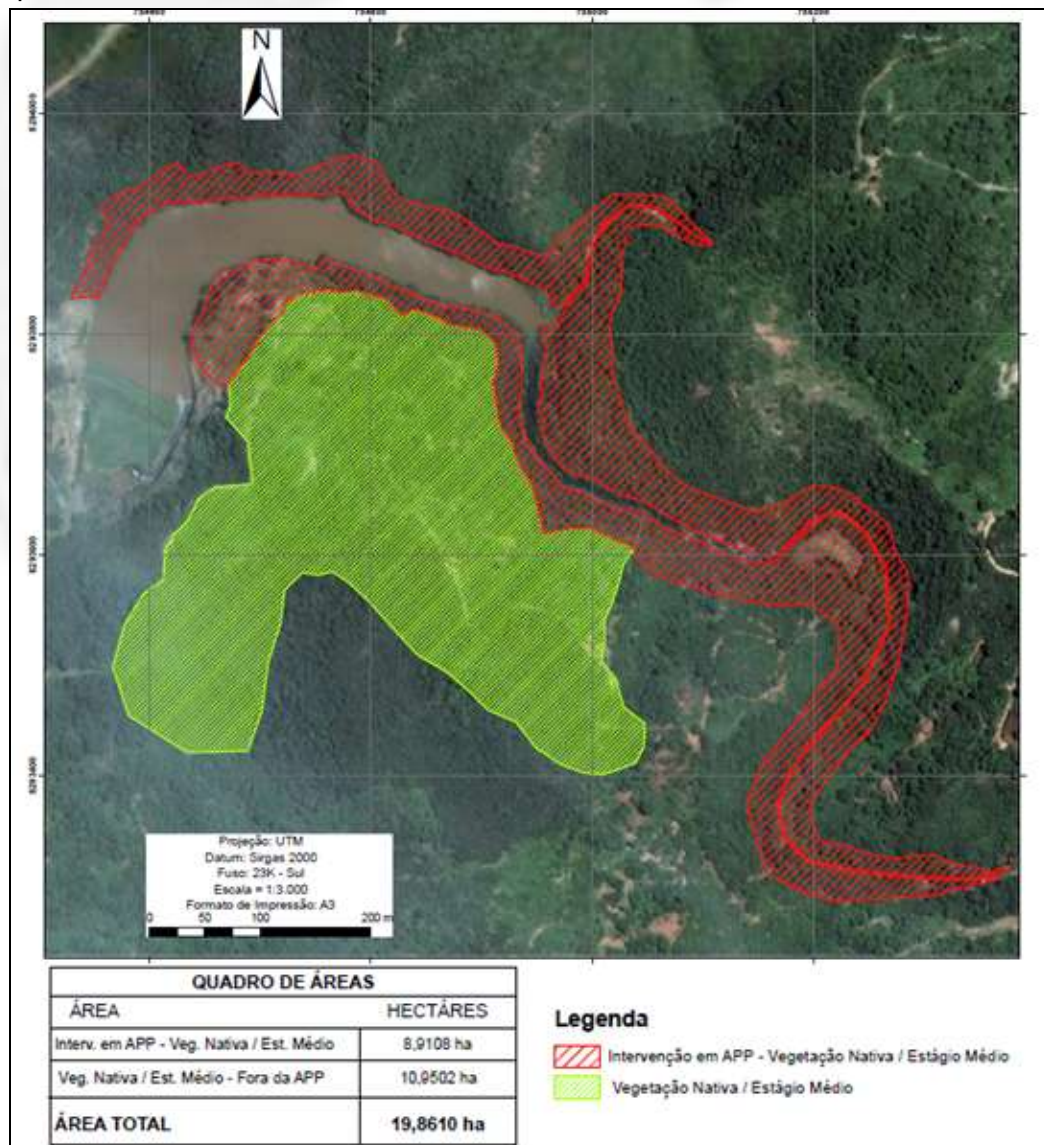 N
Projeção: UTM
Datum: Sirgas 2000
Fuso: 23K - Sul
Escala = 1:3.000
Formato de Impressão: A3
0 50 100 200 m
QUADRO DE ÁREAS
ÁREA HECTÁRES
Interv. em APP - Veg. Nativa / Est. Médio 8,9108 ha
Veg. Nativa / Est. Médio - Fora da APP 10,9502 ha
ÁREA TOTAL 19,8610 ha
Legenda
Intervenção em APP - Vegetação Nativa / Estágio Médio
Vegetação Nativa / Estágio Médio